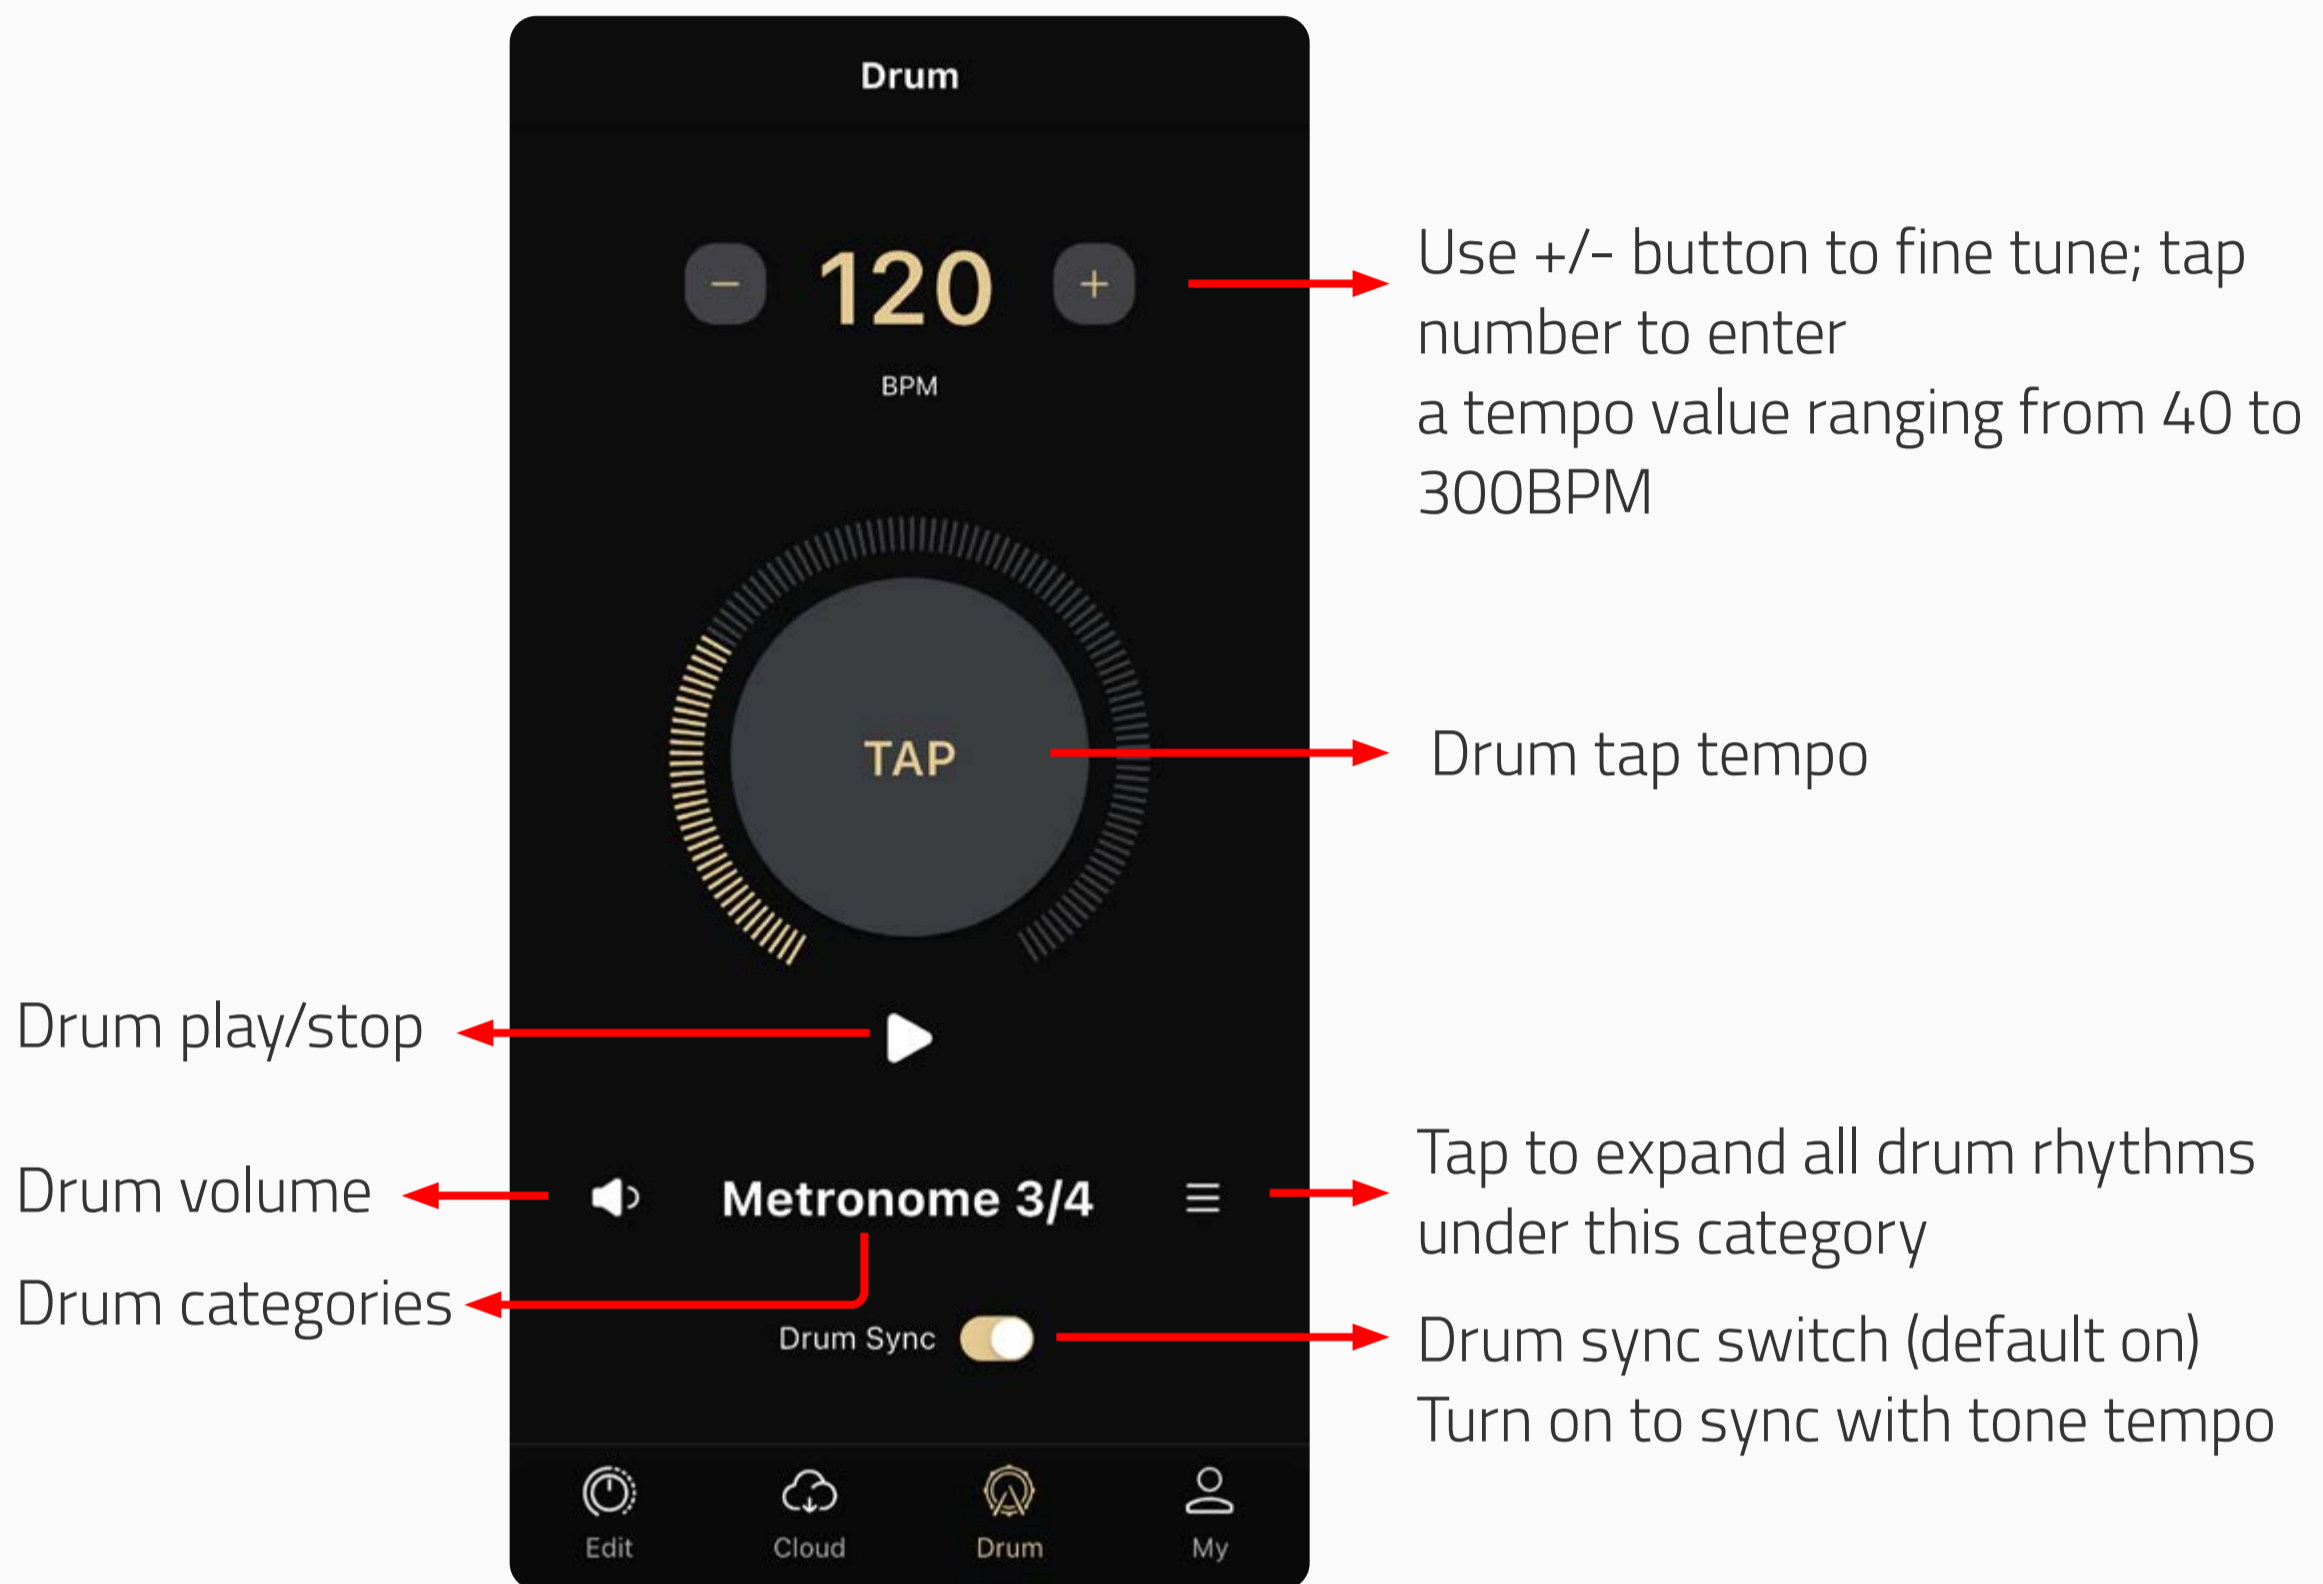 Drum
− 120 +
BPM
Use +/- button to fine tune; tap
number to enter
a tempo value ranging from 40 to
300BPM
TAP
Drum tap tempo
Drum play/stop
Drum volume
Metronome 3/4
Tap to expand all drum rhythms
under this category
Drum categories
Drum Sync
Drum sync switch (default on)
Turn on to sync with tone tempo
Edit
Cloud
Drum
My